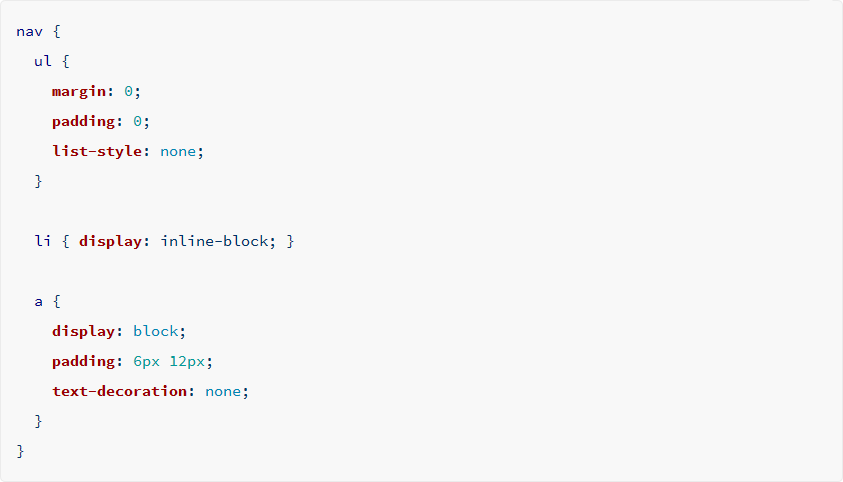 nav {
  ul {
    margin: 0;
    padding: 0;
    list-style: none;
  }

  li { display: inline-block; }

  a {
    display: block;
    padding: 6px 12px;
    text-decoration: none;
  }
}